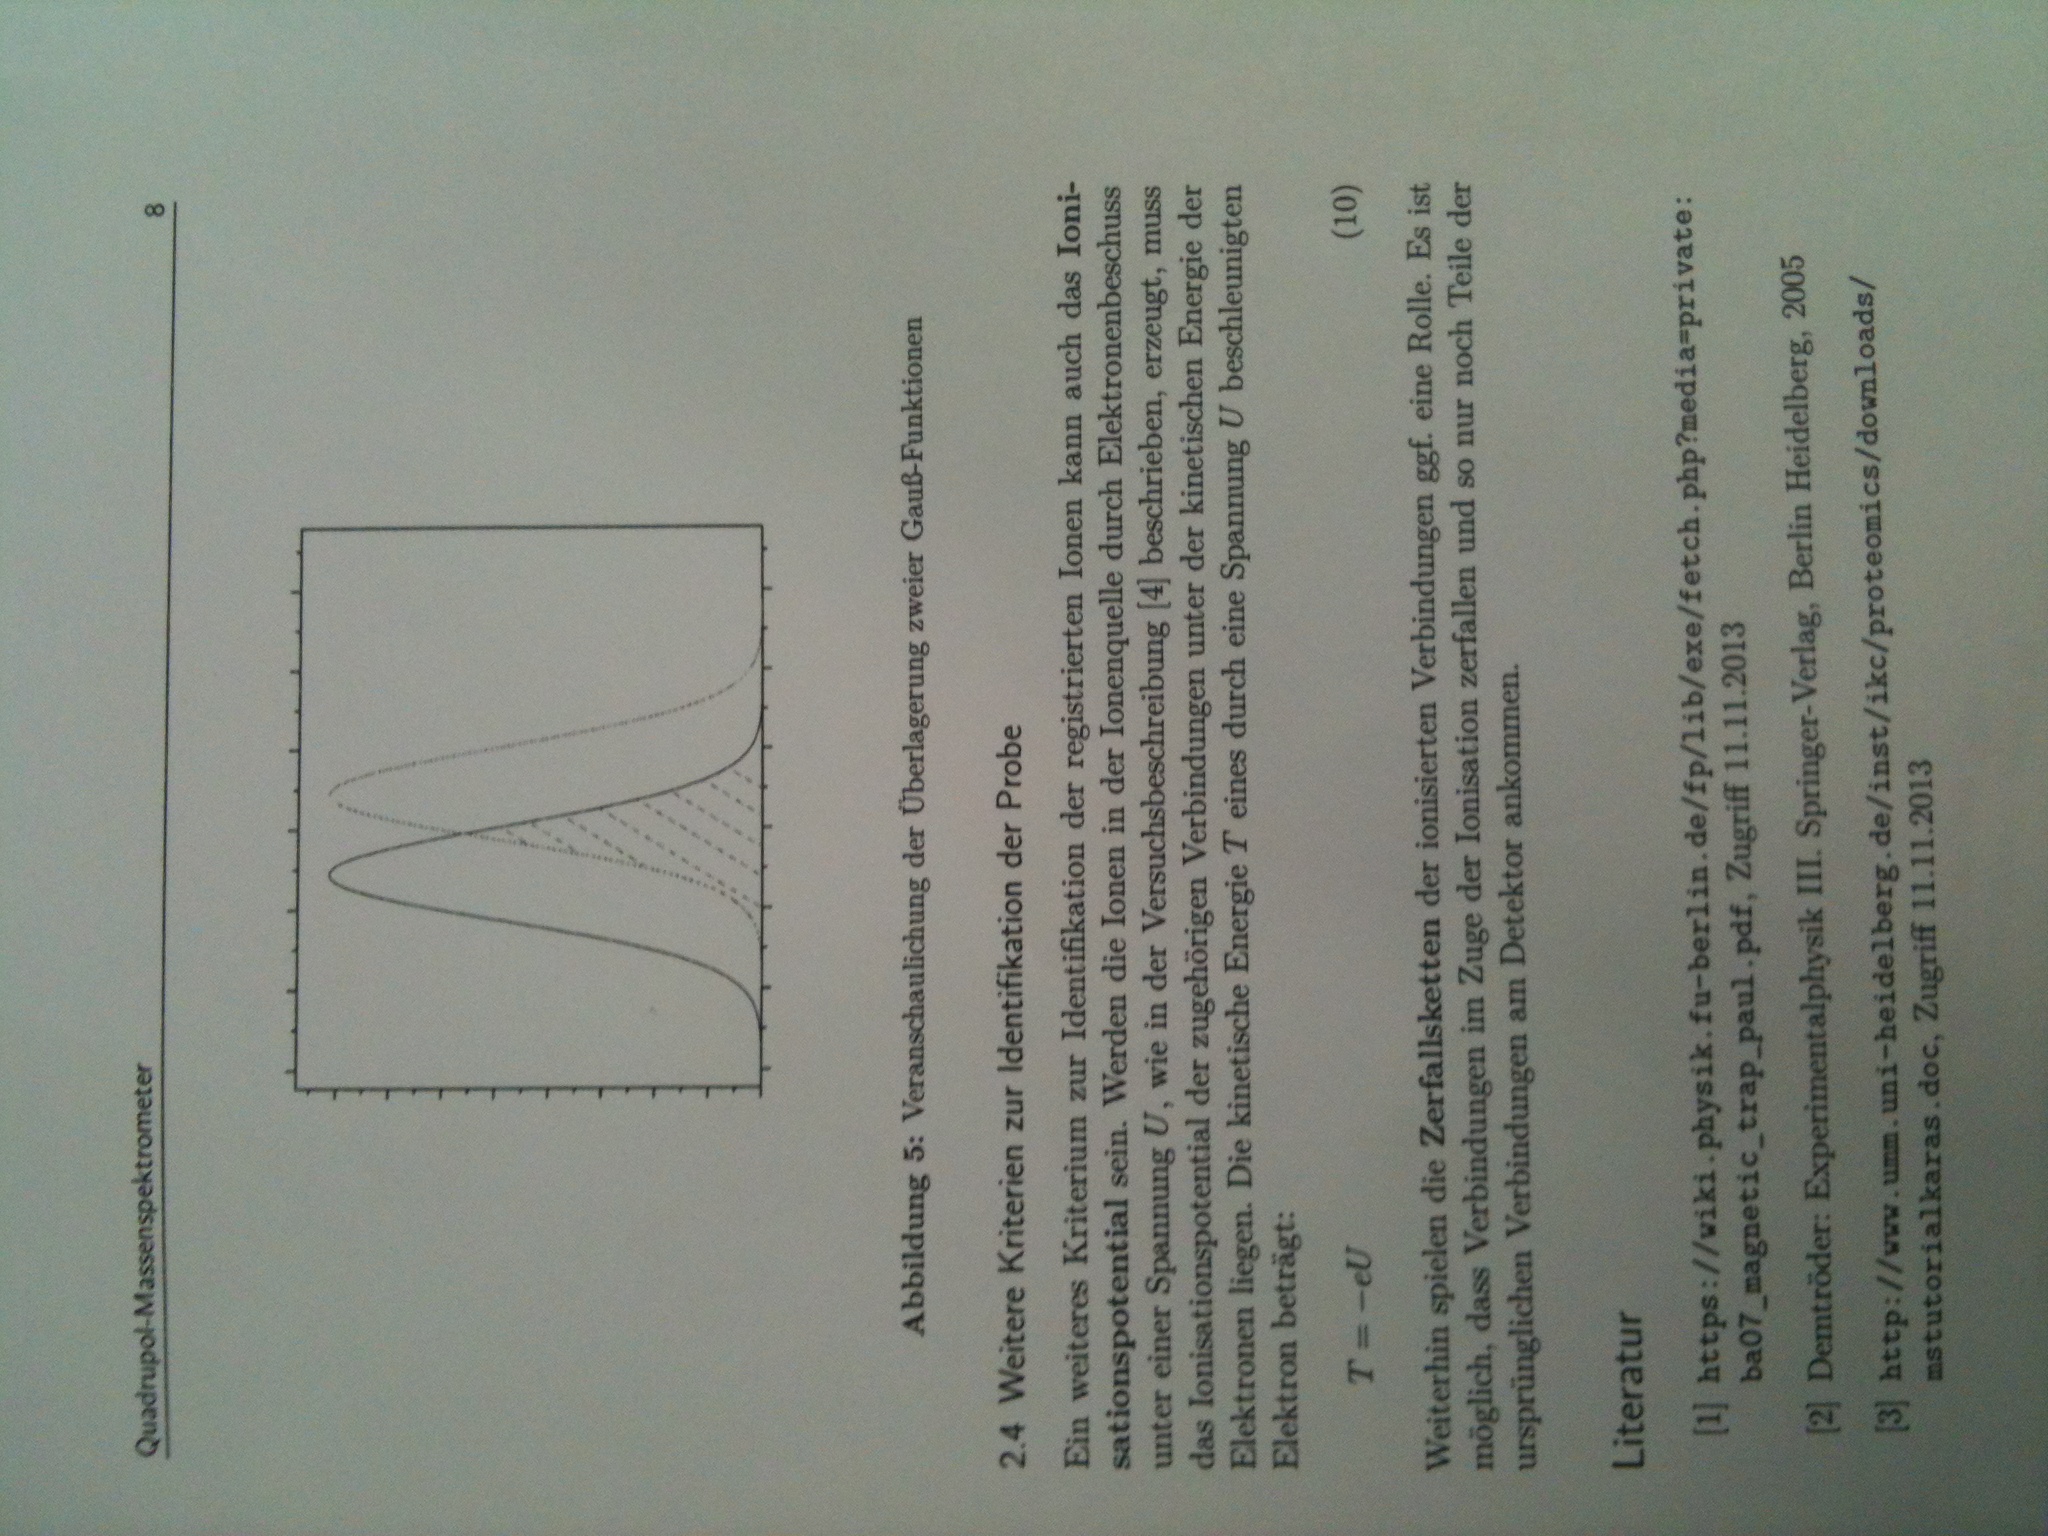 Quadrupol-Massenspektrometer 8
Abbildung 5: Veranschaulichung der Überlagerung zweier Gauß-Funktionen
2.4 Weitere Kriterien zur Identifikation der Probe
Ein weiteres Kriterium zur Identifikation der registrierten Ionen kann auch das Ioni-
sationspotential sein. Werden die Ionen in der Ionenquelle durch Elektronenbeschuss
unter einer Spannung U, wie in der Versuchsbeschreibung [4] beschrieben, erzeugt, muss
das Ionisationspotential der zugehörigen Verbindungen unter der kinetischen Energie der
Elektronen liegen. Die kinetische Energie T eines durch eine Spannung U beschleunigten
Elektron beträgt:
T = −eU (10)
Weiterhin spielen die Zerfallsketten der ionisierten Verbindungen ggf. eine Rolle. Es ist
möglich, dass Verbindungen im Zuge der Ionisation zerfallen und so nur noch Teile der
ursprünglichen Verbindungen am Detektor ankommen.
Literatur
[1] https://wiki.physik.fu-berlin.de/fp/lib/exe/fetch.php?media=private:
ba07_magnetic_trap_paul.pdf, Zugriff 11.11.2013
[2] Demtröder: Experimentalphysik III. Springer-Verlag, Berlin Heidelberg, 2005
[3] http://www.umm.uni-heidelberg.de/inst/ikc/proteomics/downloads/
mstutorialkaras.doc, Zugriff 11.11.2013